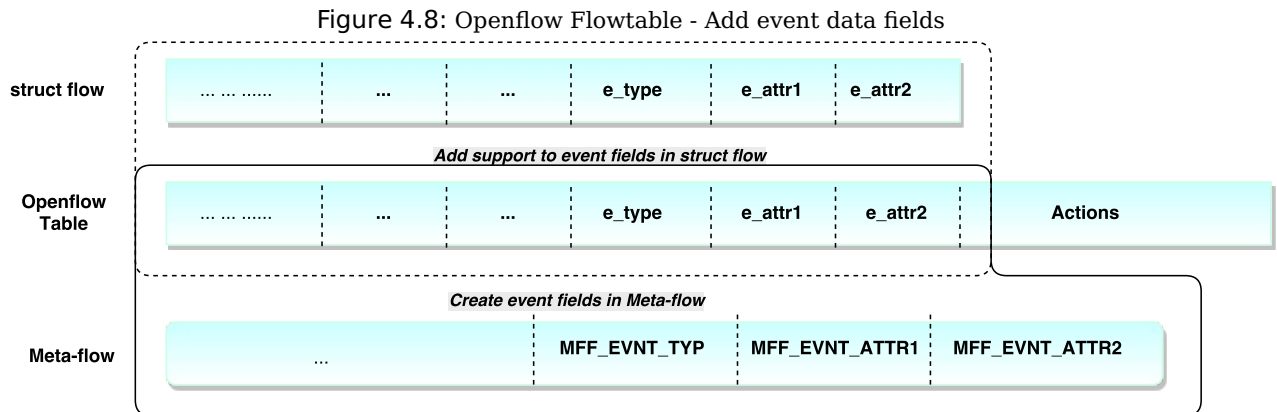 Figure 4.8: Openflow Flowtable - Add event data fields
struct flow
... ... ...... ... ... e_type e_attr1 e_attr2
Add support to event fields in struct flow
Openflow
Table
... ... ...... ... ... e_type e_attr1 e_attr2 Actions
Create event fields in Meta-flow
Meta-flow
... MFF_EVNT_TYP MFF_EVNT_ATTR1 MFF_EVNT_ATTR2